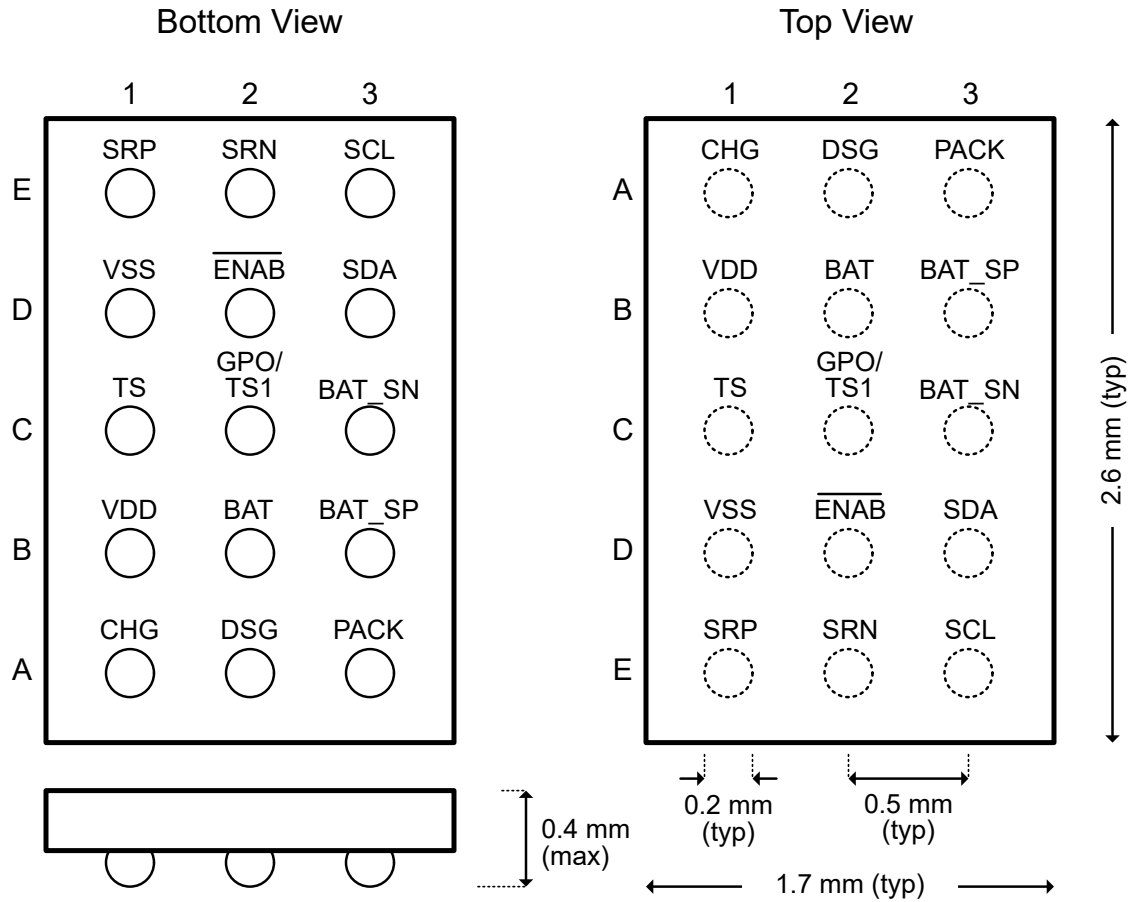 Bottom View
1 2 3
SRP SRN SCL
E
VSS ENAB SDA
D
GPO/
TS TS1 BAT_SN
C
VDD BAT BAT_SP
B
CHG DSG PACK
A
0.4 mm
(max)
Top View
1 2 3
CHG DSG PACK
A
VDD BAT BAT_SP
B
GPO/
TS TS1 BAT_SN
C
VSS ENAB SDA
D
SRP SRN SCL
E
2.6 mm (typ)
0.2 mm
(typ)
0.5 mm
(typ)
1.7 mm (typ)